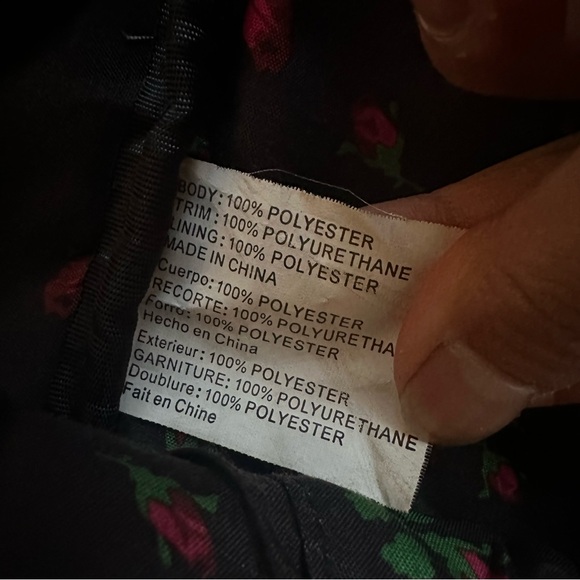 BODY: 100% POLYESTER
TRIM: 100% POLYURETHANE
LINING: 100% POLYESTER
MADE IN CHINA
Cuerpo: 100% POLYESTER
RECORTE: 100% POLYURETHA
Forro: 100% POLYESTER
Hecho en China
Exterieur: 100% POLYESTER
GARNITURE: 100% POLYURETHANE
Doublure: 100% POLYESTER
Fait en Chine